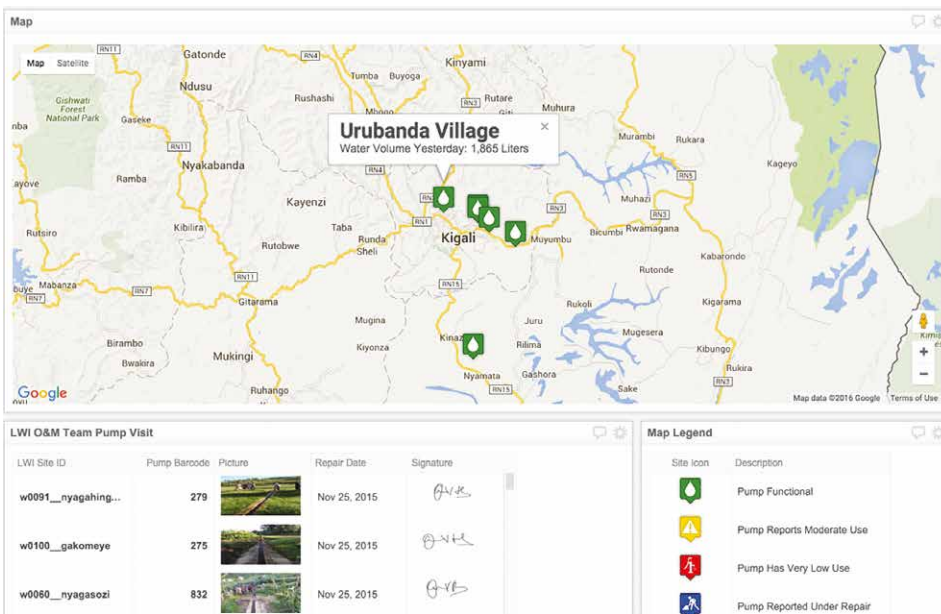 Map
Map Satellite
RN11
Gatonde
RN4
Kinyami
Tumba Buyoga
Ndusu
Gishwati
Forest
National Park
Rushashi
RN3 Rutare
Gaseke
Muhura
Urubanda Village
Water Volume Yesterday: 1,865 Liters
×
Murambi
Rukara
RN11
Nyakabanda
Kageyo
RN4
RN5
Ramba
Kayenzi
Muhazi
RN3
RN3
Kibilira
Taba
RN1
Rutsiro
Runda
Kigali
Muyumbu
Bicumbi
Rwamagana
Rutobwe
Sheli
Kabarondo
RN11
Rutonde
Mabanza
RN7
RN7
RN15
Gitarama
Rukoli
Kigarama
Mugina
Juru
Mugesera
Birambo
Kiyonza
Rilima
Kibungo
Mukingi
Bwakira
Rukira
Nyamata
Gashora
RN3
Ruhango
RN15
Sake
+
−
Google
Map data ©2016 Google
Terms of Use
LWI O&M Team Pump Visit
LWI Site ID Pump Barcode Picture Repair Date Signature
w0091__nyagahing... 279 Nov 25, 2015
w0100__gakomeye 275 Nov 25, 2015
w0060__nyagasozi 832 Nov 25, 2015
Map Legend
Site Icon Description
Pump Functional
Pump Reports Moderate Use
Pump Has Very Low Use
Pump Reported Under Repair